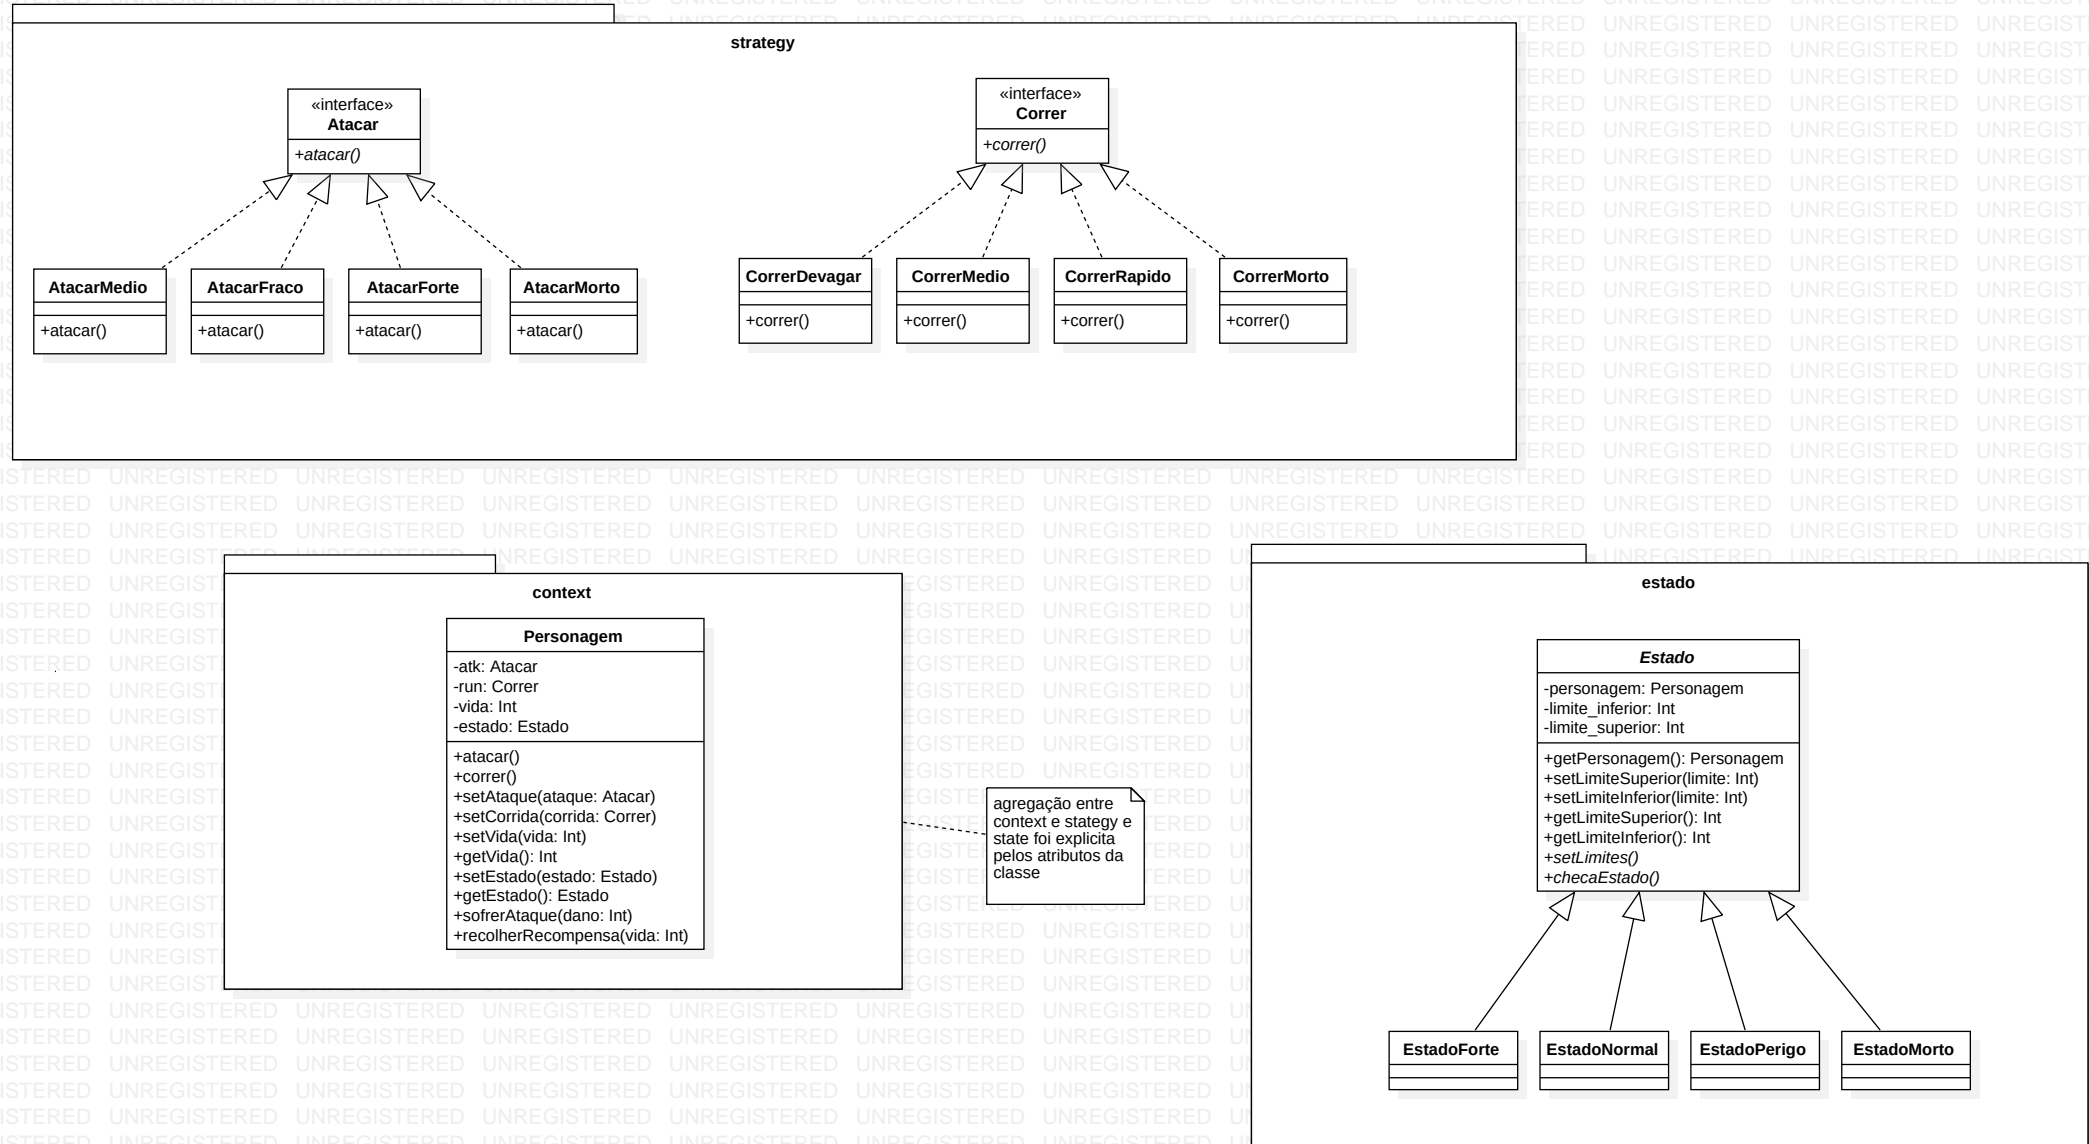 strategy
«interface»
Atacar
+atacar()
«interface»
Correr
+correr()
AtacarMedio
+atacar()
AtacarFraco
+atacar()
AtacarForte
+atacar()
AtacarMorto
+atacar()
CorrerDevagar
+correr()
CorrerMedio
+correr()
CorrerRapido
+correr()
CorrerMorto
+correr()
context
Personagem
-atk: Atacar
-run: Correr
-vida: Int
-estado: Estado
+atacar()
+correr()
+setAtaque(ataque: Atacar)
+setCorrida(corrida: Correr)
+setVida(vida: Int)
+getVida(): Int
+setEstado(estado: Estado)
+getEstado(): Estado
+sofrerAtaque(dano: Int)
+recolherRecompensa(vida: Int)
agregação entre
context e stategy e
state foi explicita
pelos atributos da
classe
estado
Estado
-personagem: Personagem
-limite_inferior: Int
-limite_superior: Int
+getPersonagem(): Personagem
+setLimiteSuperior(limite: Int)
+setLimiteInferior(limite: Int)
+getLimiteSuperior(): Int
+getLimiteInferior(): Int
+setLimites()
+checaEstado()
EstadoForte
EstadoNormal
EstadoPerigo
EstadoMorto
UNREGISTERED